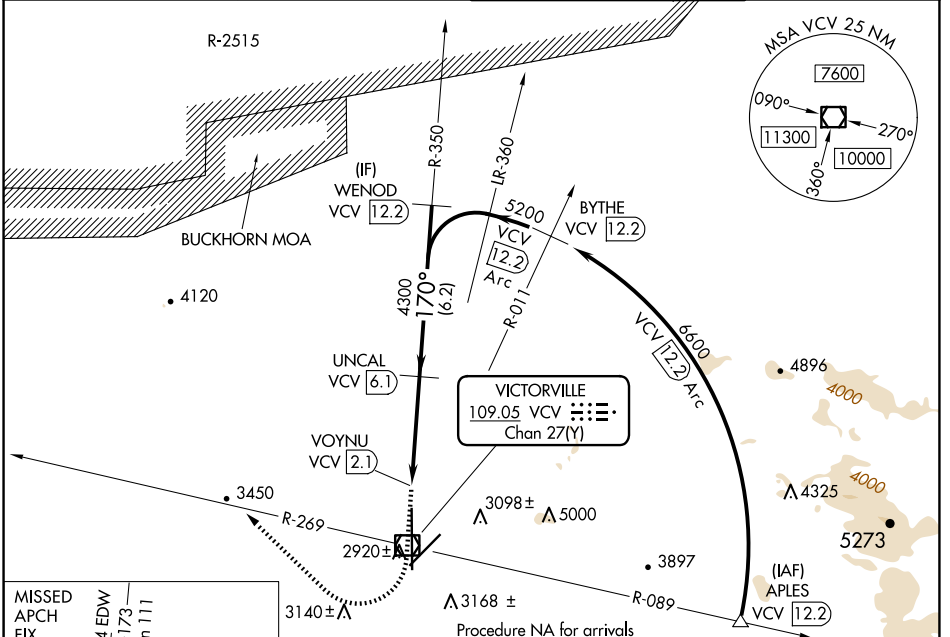 R-2515
MSA VCV 25 NM
7600
090°
11300
270°
10000
360°
R-350
LR-360
(IF)
WENOD
VCV 12.2
BUCKHORN MOA
5200
VCV
12.2
Arc
BYTHE
VCV 12.2
R-011
4120
4300
170°
(6.2)
6600
VCV 12.2 Arc
UNCAL
VCV 6.1
4896
4000
VICTORVILLE
109.05 VCV
Chan 27(Y)
VOYNU
VCV 2.1
3450
R-269
3098 ±
5000
4325
4000
5273
2920 ±
3897
R-089
(IAF)
APLES
VCV 12.2
3140 ±
3168 ±
MISSED
APCH
FIX
EDW
173
111
Procedure NA for arrivals